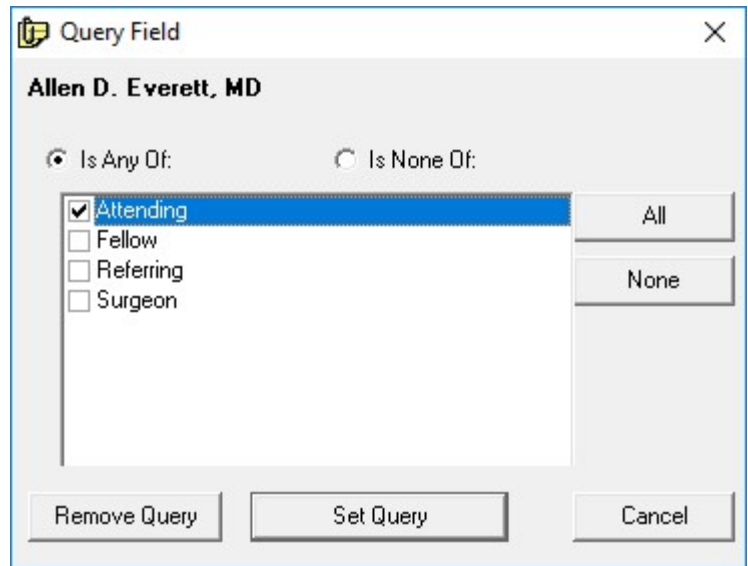 Query Field
Allen D. Everett, MD
Is Any Of: Is None Of:
Attending
Fellow
Referring
Surgeon
All
None
Remove Query Set Query Cancel